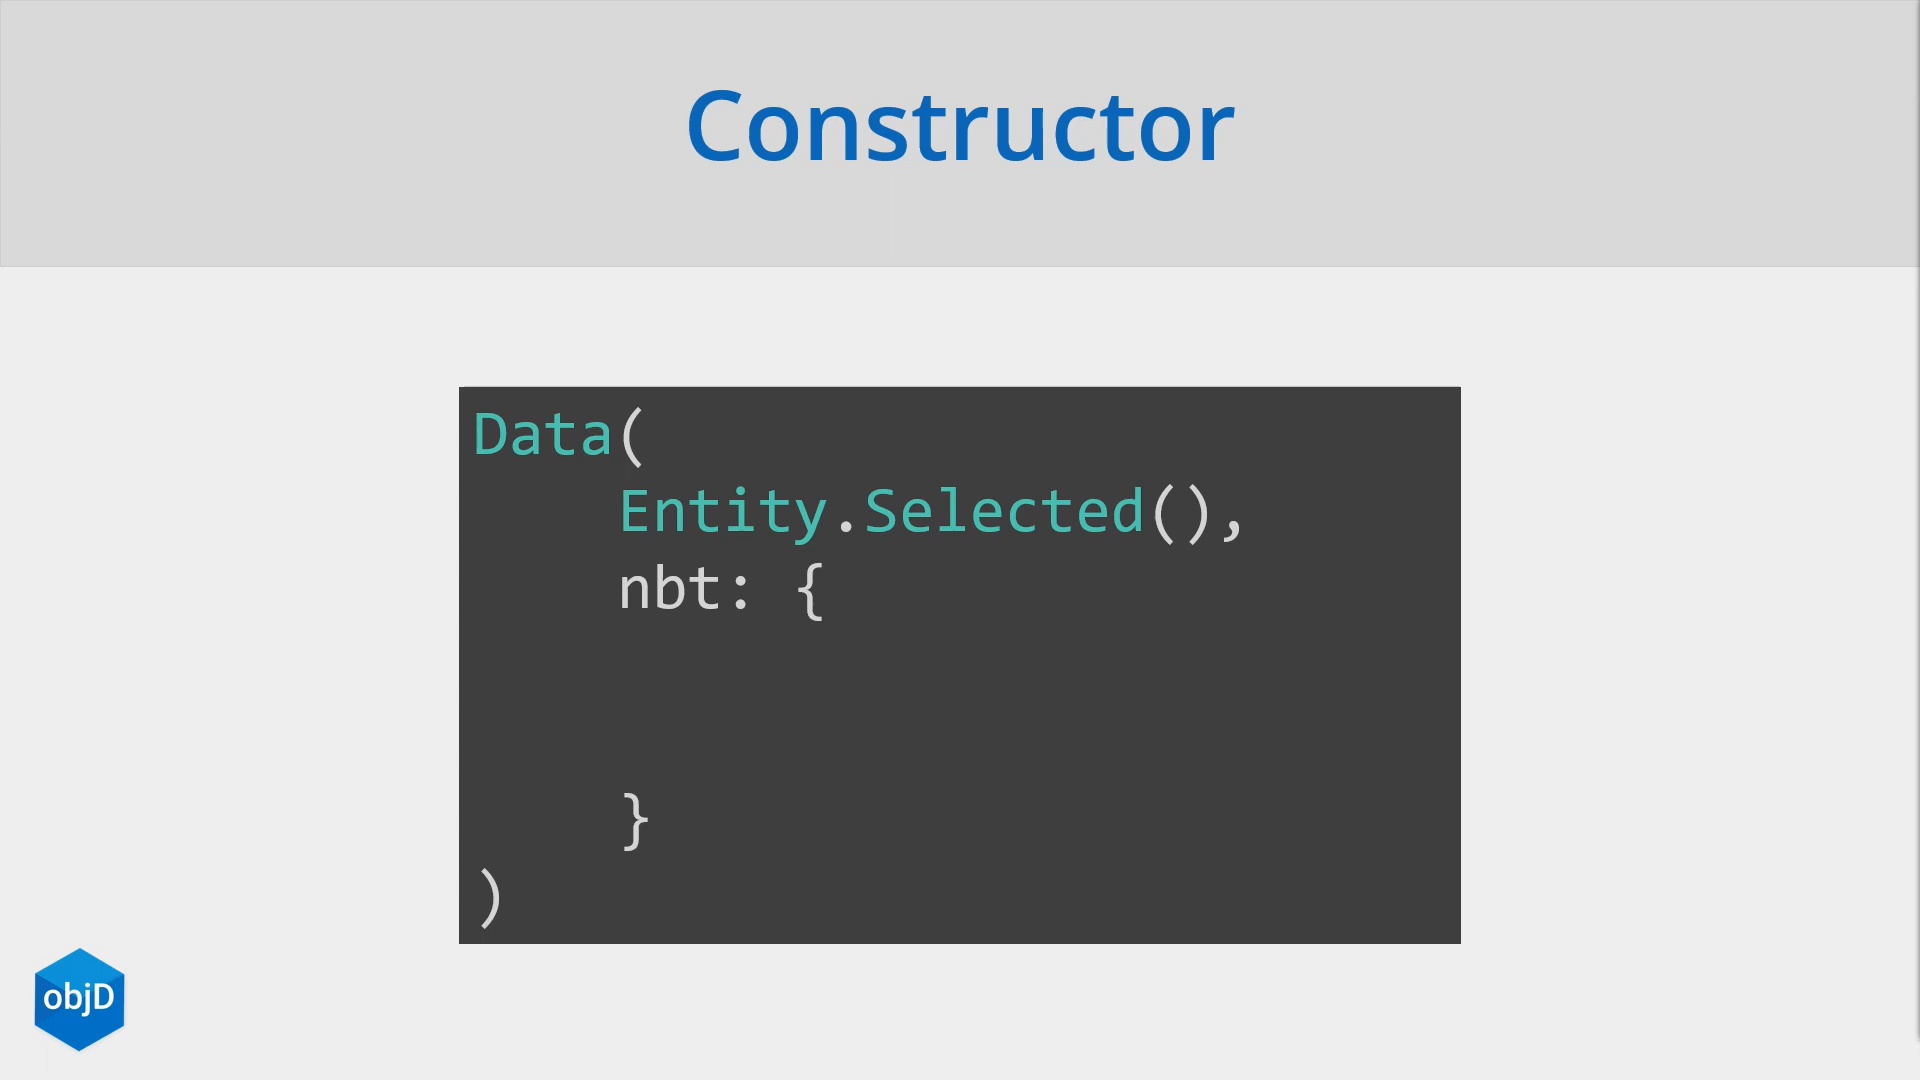 Constructor
Data(
Entity.Selected(),
nbt: {
}
)
objD